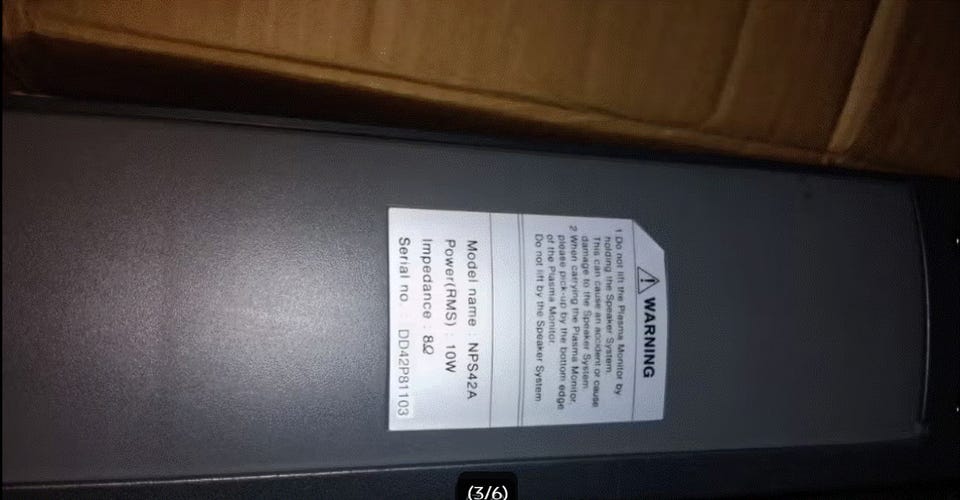 ⚠ WARNING
1 Do not lift the Plasma Monitor by
holding the Speaker System.
This can cause an accident or cause
damage to the Speaker System.
2 When carrying the Plasma Monitor,
please pick-up by the bottom edge
of the Plasma Monitor.
Do not lift by the Speaker System
Model name : NPS42A
Power(RMS) : 10W
Impedance : 8Ω
Serial no : DD42P81103
(3/6)